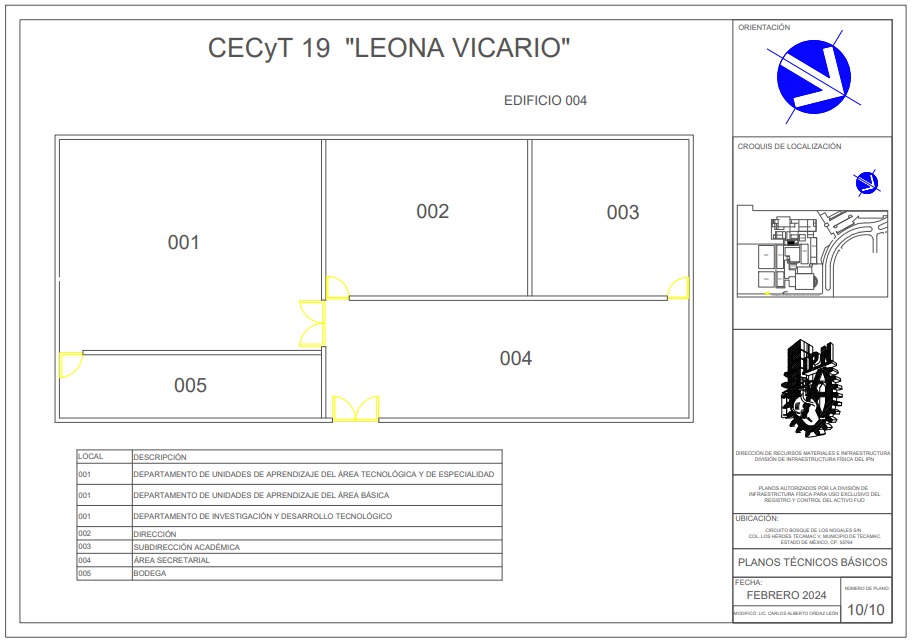 CECyT 19 "LEONA VICARIO"
EDIFICIO 004
001
002
003
004
005
LOCAL DESCRIPCIÓN
001 DEPARTAMENTO DE UNIDADES DE APRENDIZAJE DEL ÁREA TECNOLÓGICA Y DE ESPECIALIDAD
001 DEPARTAMENTO DE UNIDADES DE APRENDIZAJE DEL ÁREA BÁSICA
001 DEPARTAMENTO DE INVESTIGACIÓN Y DESARROLLO TECNOLÓGICO
002 DIRECCIÓN
003 SUBDIRECCIÓN ACADÉMICA
004 ÁREA SECRETARIAL
005 BODEGA
ORIENTACIÓN
CROQUIS DE LOCALIZACIÓN
IPN
DIRECCIÓN DE RECURSOS MATERIALES E INFRAESTRUCTURA
DIVISIÓN DE INFRAESTRUCTURA FÍSICA DEL IPN
PLANOS AUTORIZADOS POR LA DIVISIÓN DE
INFRAESTRCTURA FÍSICA PARA USO EXCLUSIVO DEL
REGISTRO Y CONTROL DEL ACTIVO FIJO
UBICACIÓN:
CIRCUITO BOSQUE DE LOS NOGALES S/N
COL. LOS HÉROES TECÁMAC V, MUNICIPIO DE TECÁMAC.
ESTADO DE MÉXICO, CP. 55764
PLANOS TÉCNICOS BÁSICOS
FECHA:
FEBRERO 2024
MODIFICÓ: LIC. CARLOS ALBERTO ORDAZ LEÓN
NÚMERO DE PLANO:
10/10